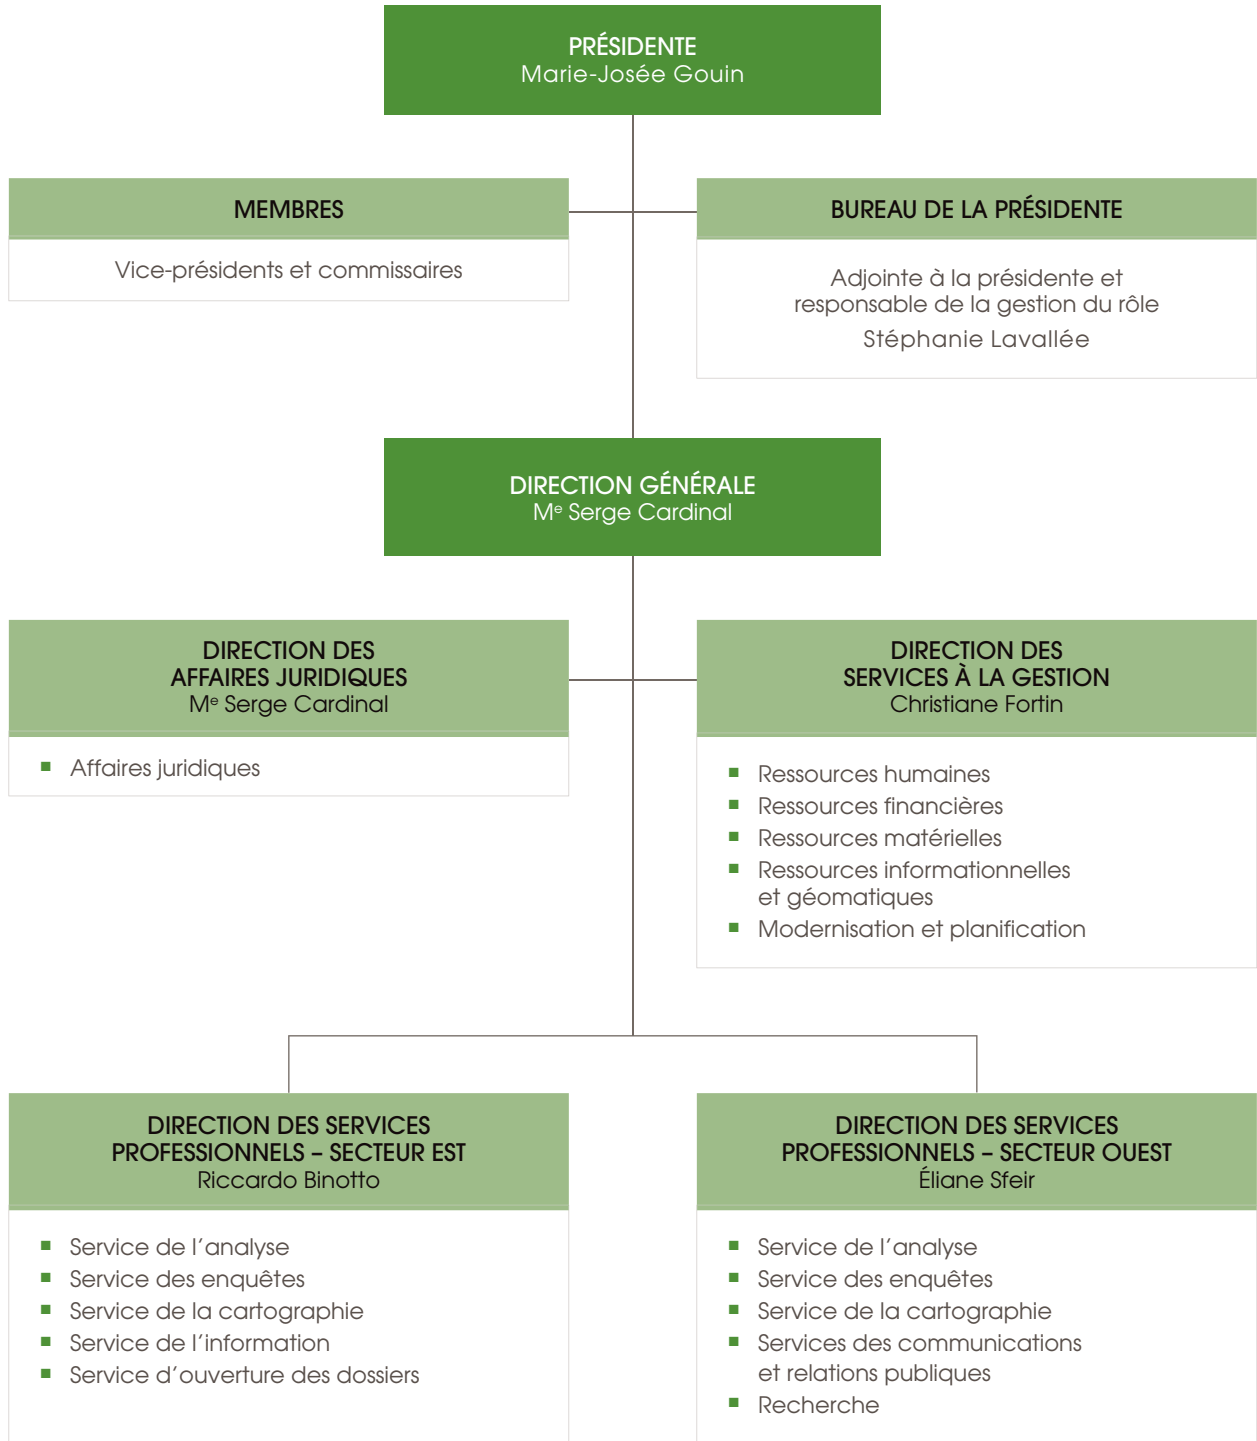 PRÉSIDENTE
Marie-Josée Gouin
MEMBRES
Vice-présidents et commissaires
BUREAU DE LA PRÉSIDENTE
Adjointe à la présidente et
responsable de la gestion du rôle
Stéphanie Lavallée
DIRECTION GÉNÉRALE
Mᵉ Serge Cardinal
DIRECTION DES
AFFAIRES JURIDIQUES
Mᵉ Serge Cardinal
▪ Affaires juridiques
DIRECTION DES
SERVICES À LA GESTION
Christiane Fortin
▪ Ressources humaines
▪ Ressources financières
▪ Ressources matérielles
▪ Ressources informationnelles
et géomatiques
▪ Modernisation et planification
DIRECTION DES SERVICES
PROFESSIONNELS – SECTEUR EST
Riccardo Binotto
▪ Service de l’analyse
▪ Service des enquêtes
▪ Service de la cartographie
▪ Service de l’information
▪ Service d’ouverture des dossiers
DIRECTION DES SERVICES
PROFESSIONNELS – SECTEUR OUEST
Éliane Sfeir
▪ Service de l’analyse
▪ Service des enquêtes
▪ Service de la cartographie
▪ Services des communications
et relations publiques
▪ Recherche